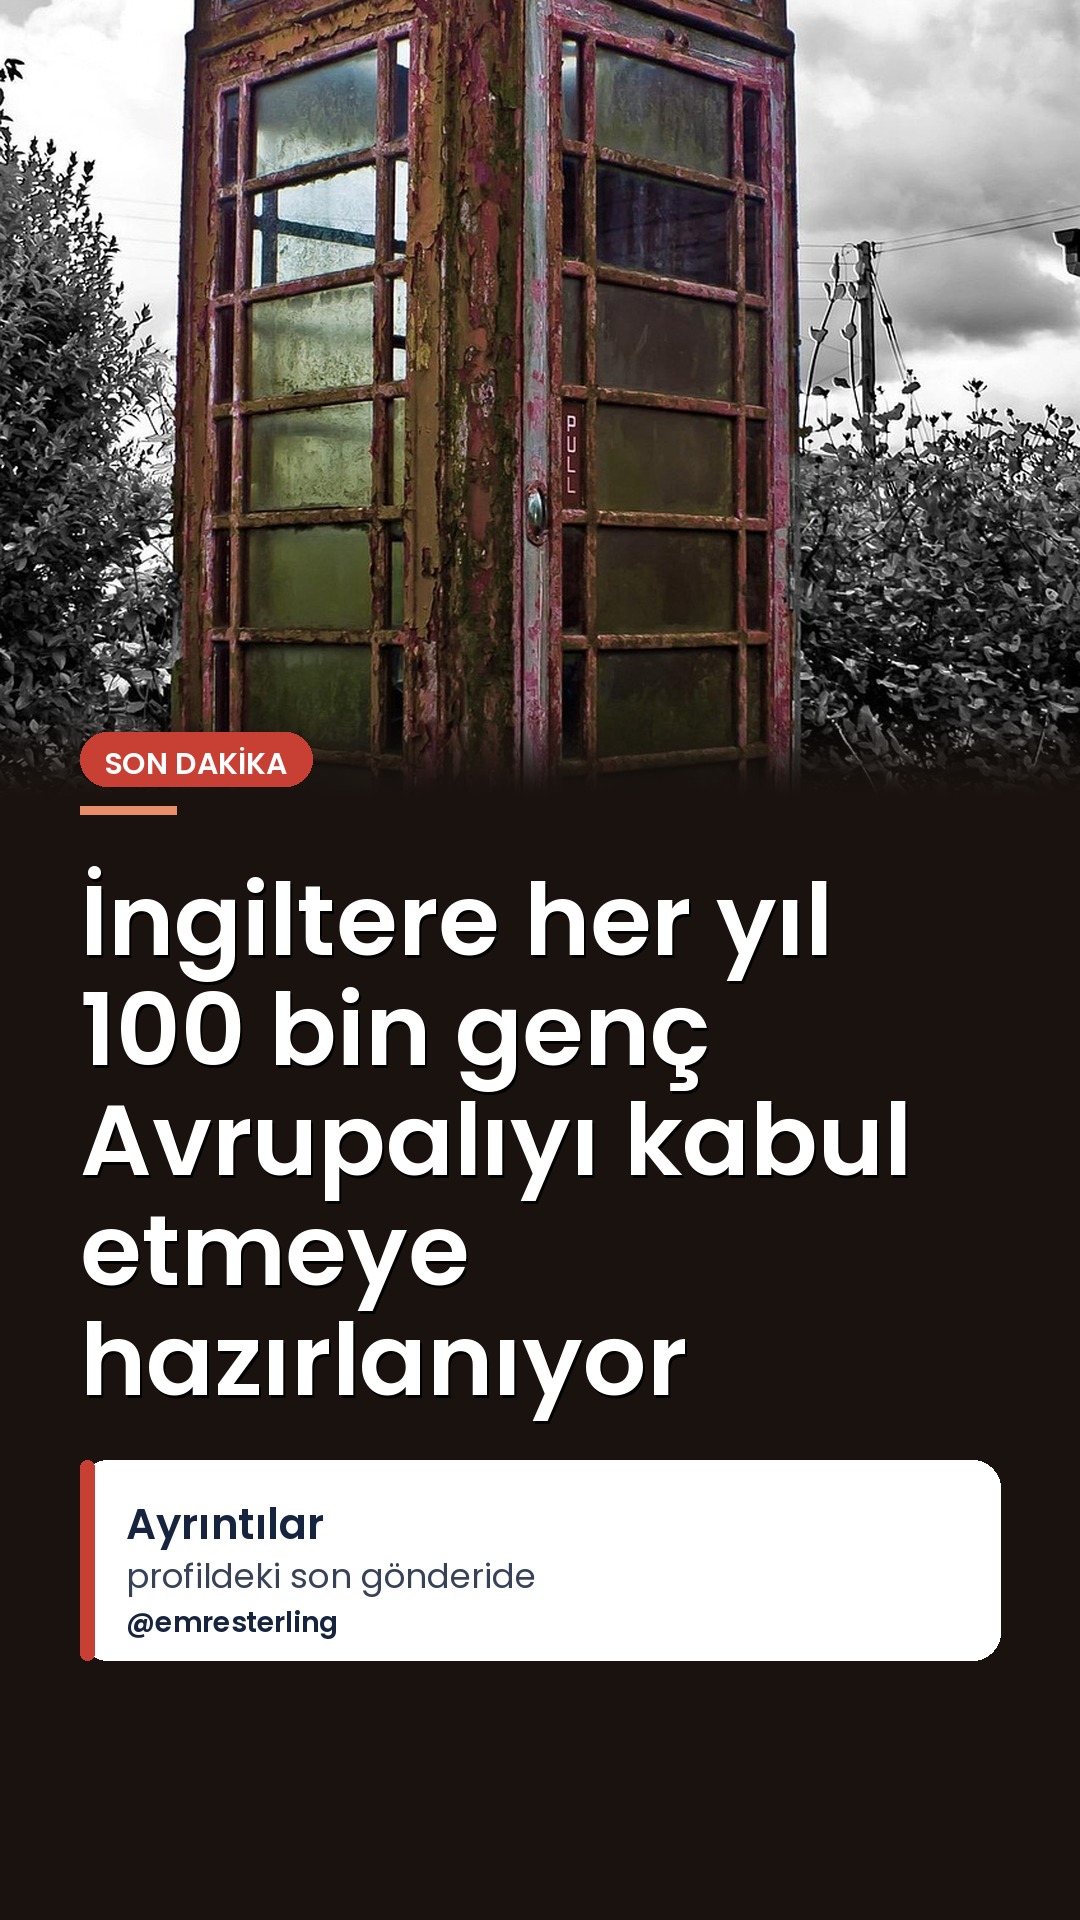 PULL
SON DAKİKA
İngiltere her yıl
100 bin genç
Avrupalıyı kabul
etmeye
hazırlanıyor
Ayrıntılar
profildeki son gönderide
@emresterling